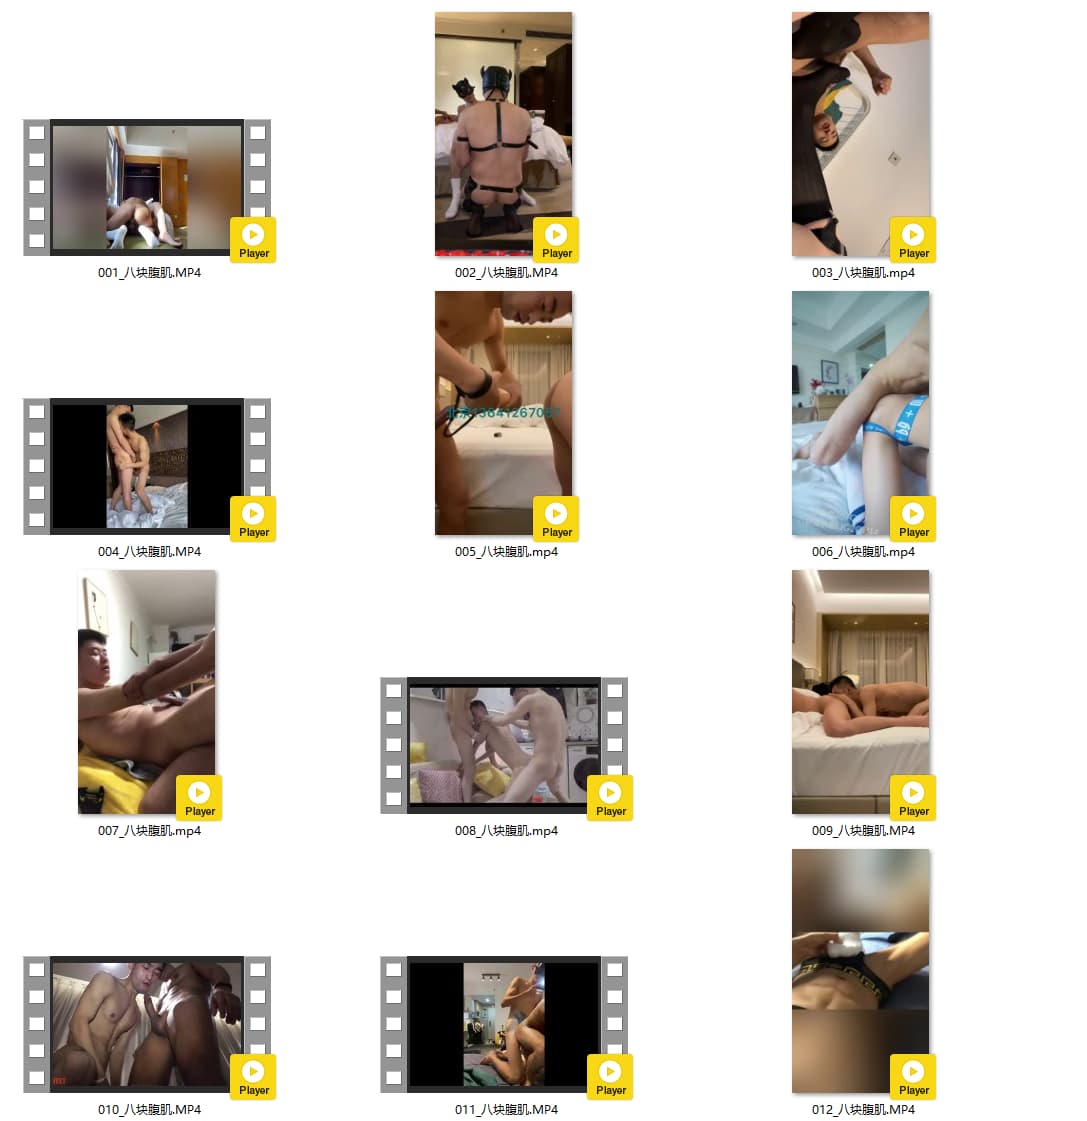 Player
Player
Player
001_八块腹肌.MP4
002_八块腹肌.MP4
003_八块腹肌.mp4
69 + m
Player
Player
Player
004_八块腹肌.MP4
005_八块腹肌.mp4
006_八块腹肌.mp4
Player
Player
Player
007_八块腹肌.mp4
008_八块腹肌.mp4
009_八块腹肌.MP4
Player
Player
Player
010_八块腹肌.MP4
011_八块腹肌.MP4
012_八块腹肌.MP4